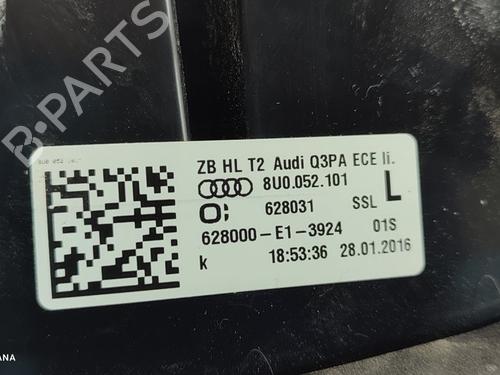 B-PARTS
ZB HL T2 Audi Q3PA ECE li.
8U0.052.101
628031 SSL L
628000-E1-3924 01S
k 18:53:36 28.01.2016